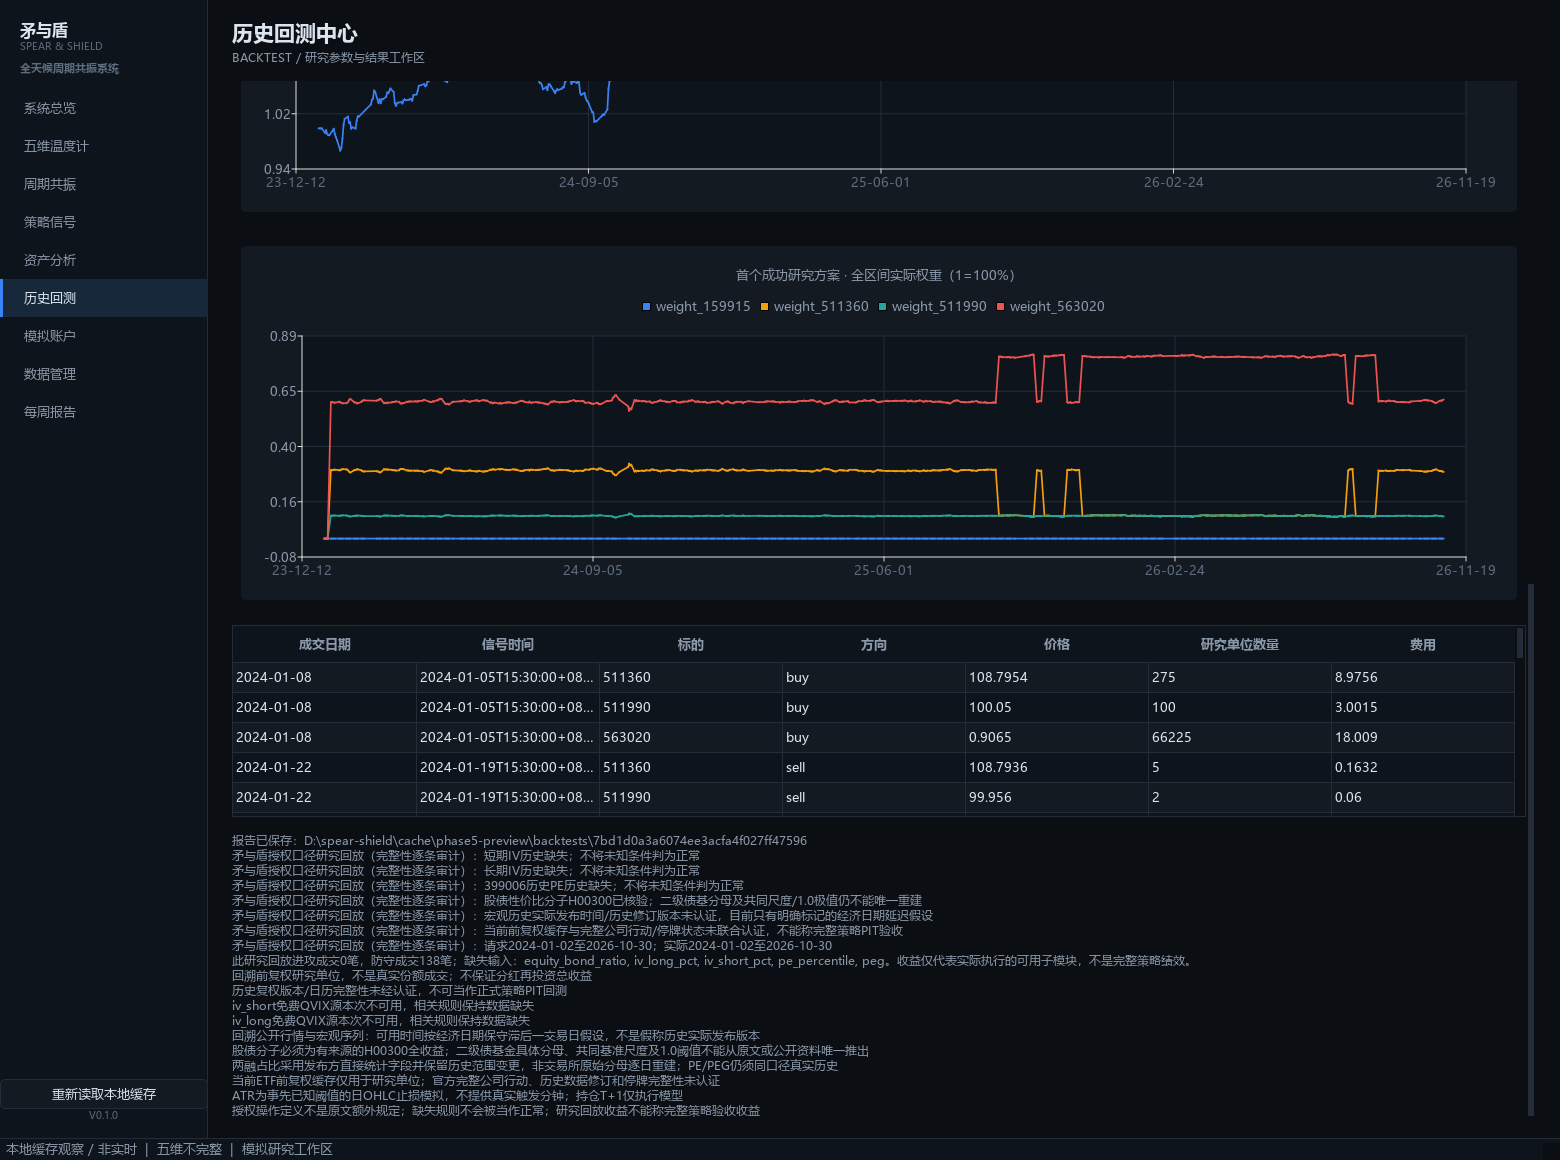 矛与盾
SPEAR & SHIELD
全天候周期共振系统
系统总览
五维温度计
周期共振
策略信号
资产分析
历史回测
模拟账户
数据管理
每周报告
重新读取本地缓存
V0.1.0
历史回测中心
BACKTEST / 研究参数与结果工作区
1.02
0.94
23-12-12 24-09-05 25-06-01 26-02-24 26-11-19
首个成功研究方案 · 全区间实际权重（1=100%）
weight_159915 weight_511360 weight_511990 weight_563020
0.89
0.65
0.40
0.16
-0.08
23-12-12 24-09-05 25-06-01 26-02-24 26-11-19
成交日期 信号时间 标的 方向 价格 研究单位数量 费用
2024-01-08 2024-01-05T15:30:00+08... 511360 buy 108.7954 275 8.9756
2024-01-08 2024-01-05T15:30:00+08... 511990 buy 100.05 100 3.0015
2024-01-08 2024-01-05T15:30:00+08... 563020 buy 0.9065 66225 18.009
2024-01-22 2024-01-19T15:30:00+08... 511360 sell 108.7936 5 0.1632
2024-01-22 2024-01-19T15:30:00+08... 511990 sell 99.956 2 0.06
报告已保存：D:\spear-shield\cache\phase5-preview\backtests\7bd1d0a3a6074ee3acfa4f027ff47596
矛与盾授权口径研究回放（完整性逐条审计）：短期IV历史缺失；不将未知条件判为正常
矛与盾授权口径研究回放（完整性逐条审计）：长期IV历史缺失；不将未知条件判为正常
矛与盾授权口径研究回放（完整性逐条审计）：399006历史PE历史缺失；不将未知条件判为正常
矛与盾授权口径研究回放（完整性逐条审计）：股债性价比分子H00300已核验；二级债基分母及共同尺度/1.0极值仍不能唯一重建
矛与盾授权口径研究回放（完整性逐条审计）：宏观历史实际发布时间/历史修订版本未认证，目前只有明确标记的经济日期延迟假设
矛与盾授权口径研究回放（完整性逐条审计）：当前前复权缓存与完整公司行动/停牌状态未联合认证，不能称完整策略PIT验收
矛与盾授权口径研究回放（完整性逐条审计）：请求2024-01-02至2026-10-30；实际2024-01-02至2026-10-30
此研究回放进攻成交0笔，防守成交138笔；缺失输入：equity_bond_ratio, iv_long_pct, iv_short_pct, pe_percentile, peg。收益仅代表实际执行的可用子模块，不是完整策略绩效。
回溯前复权研究单位，不是真实份额成交；不保证分红再投资总收益
历史复权版本/日历完整性未经认证，不可当作正式策略PIT回测
iv_short免费QVIX源本次不可用，相关规则保持数据缺失
iv_long免费QVIX源本次不可用，相关规则保持数据缺失
回溯公开行情与宏观序列：可用时间按经济日期保守滞后一交易日假设，不是假称历史实际发布版本
股债分子必须为有来源的H00300全收益；二级债基金具体分母、共同基准尺度及1.0阈值不能从原文或公开资料唯一推出
两融占比采用发布方直接统计字段并保留历史范围变更，非交易所原始分母逐日重建；PE/PEG仍须同口径真实历史
当前ETF前复权缓存仅用于研究单位；官方完整公司行动、历史数据修订和停牌完整性未认证
ATR为事先已知阈值的日OHLC止损模拟，不提供真实触发分钟；持仓T+1仅执行模型
授权操作定义不是原文额外规定；缺失规则不会被当作正常；研究回放收益不能称完整策略验收收益
本地缓存观察 / 非实时 | 五维不完整 | 模拟研究工作区